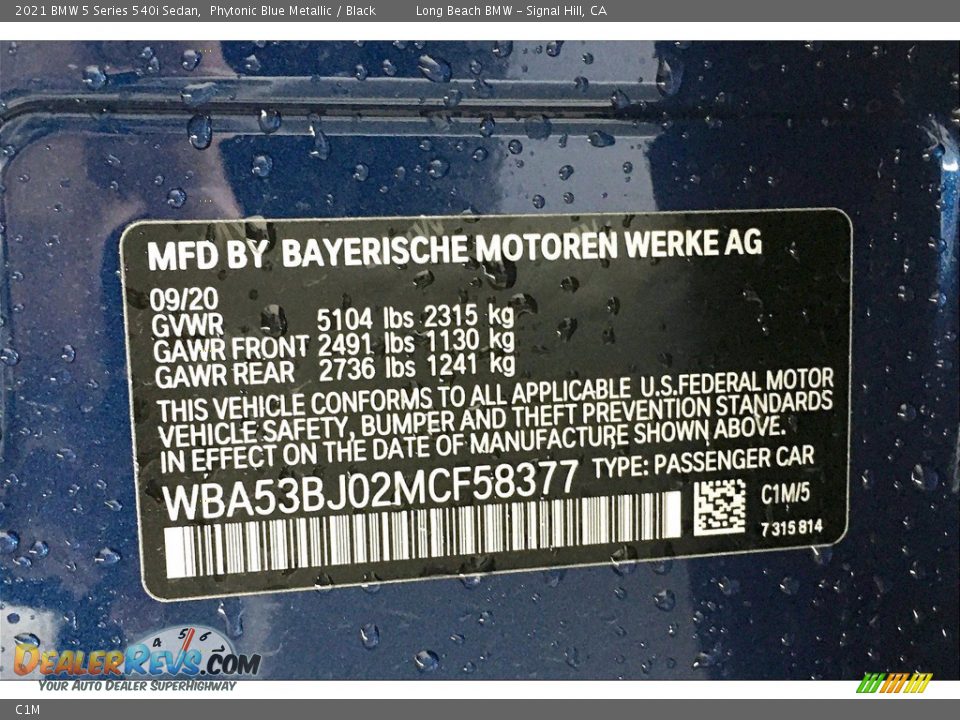 2021 BMW 5 Series 540i Sedan, Phytonic Blue Metallic / Black Long Beach BMW - Signal Hill, CA
MFD BY BAYERISCHE MOTOREN WERKE AG
09/20
GVWR 5104 lbs 2315 kg
GAWR FRONT 2491 lbs 1130 kg
GAWR REAR 2736 lbs 1241 kg
THIS VEHICLE CONFORMS TO ALL APPLICABLE U.S.FEDERAL MOTOR
VEHICLE SAFETY, BUMPER AND THEFT PREVENTION STANDARDS
IN EFFECT ON THE DATE OF MANUFACTURE SHOWN ABOVE.
WBA53BJ02MCF58377 TYPE: PASSENGER CAR
C1M/5
7 315 814
4 5 6
DEALERREVS.COM
YOUR AUTO DEALER SUPERHIGHWAY
C1M